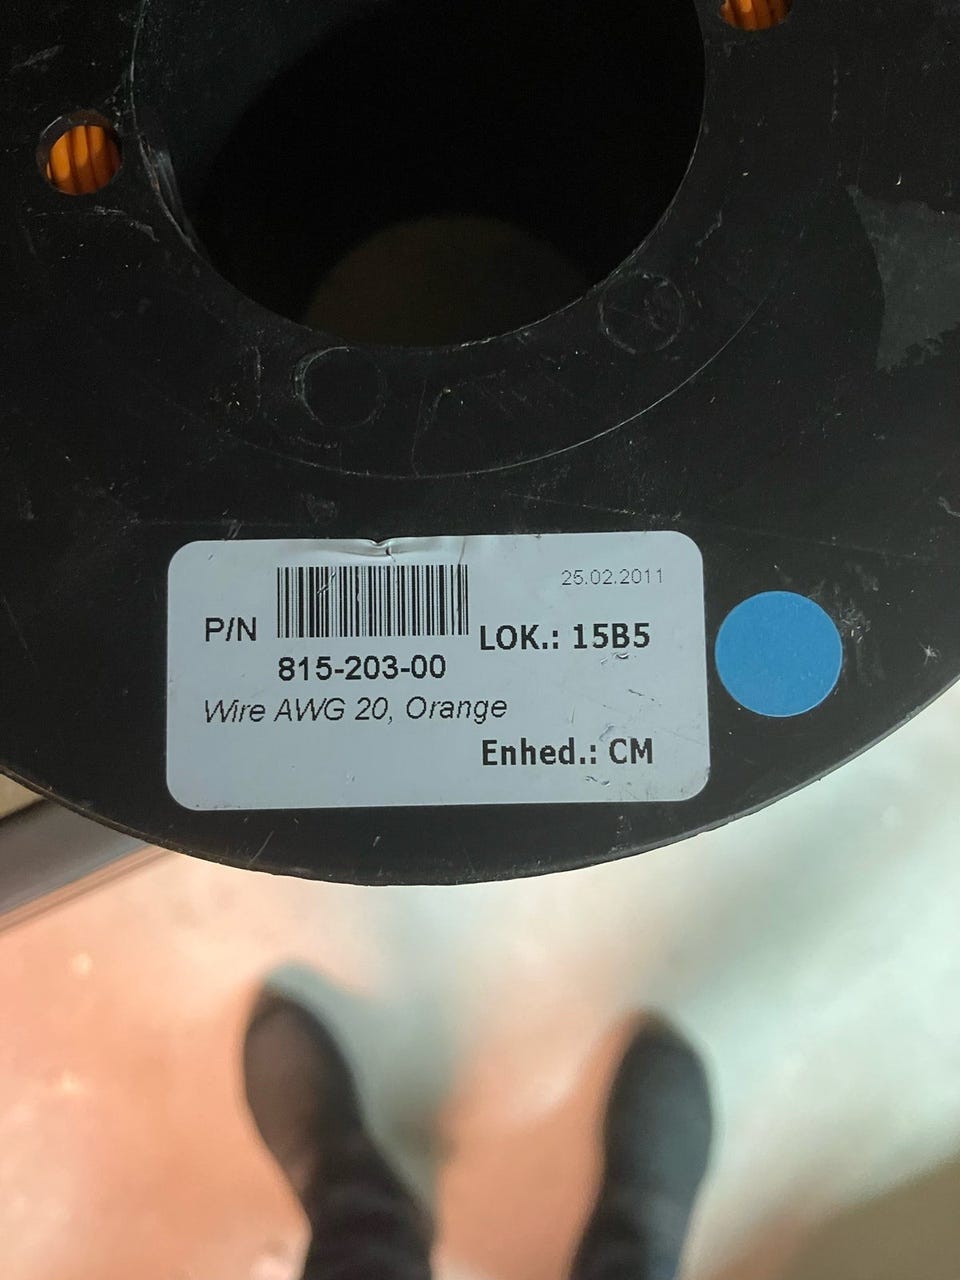 25.02.2011
P/N
LOK.: 15B5
815-203-00
Wire AWG 20, Orange
Enhed.: CM